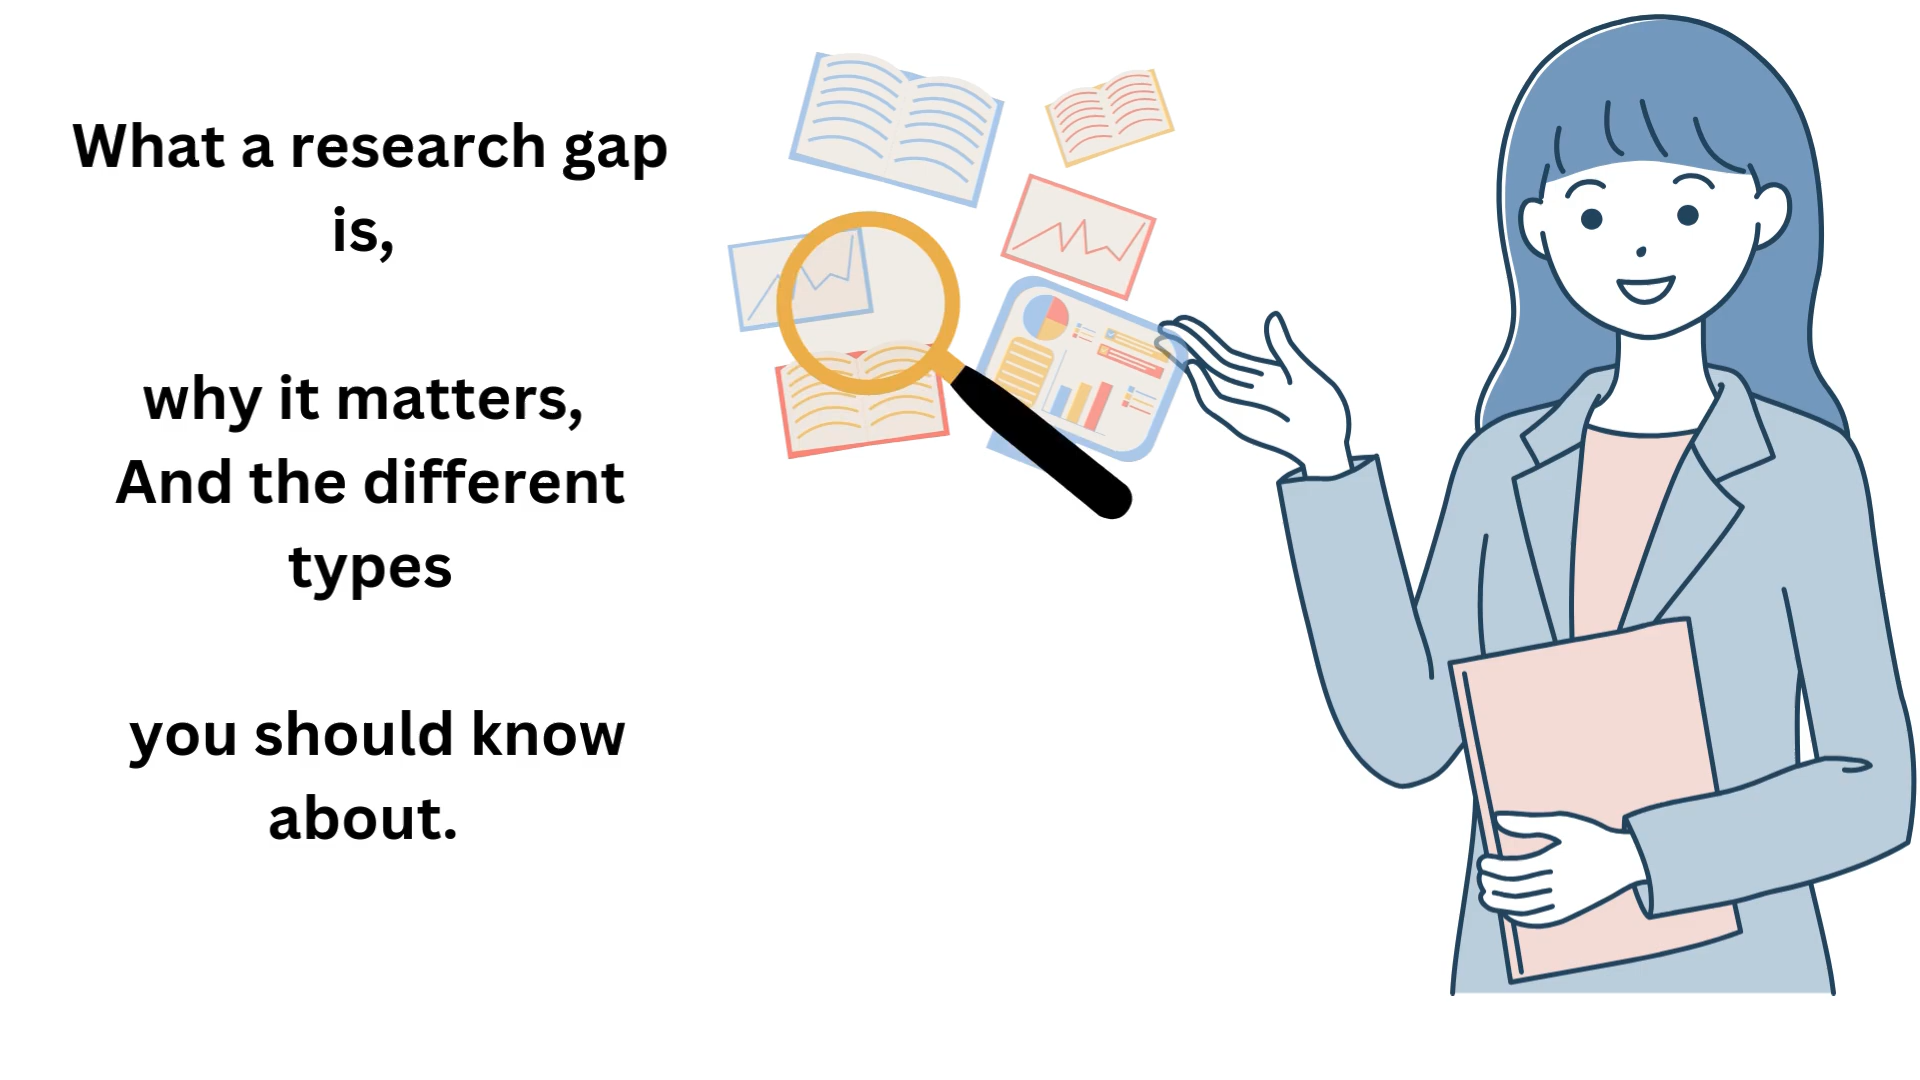 What a research gap
is,
why it matters,
And the different
types
you should know
about.